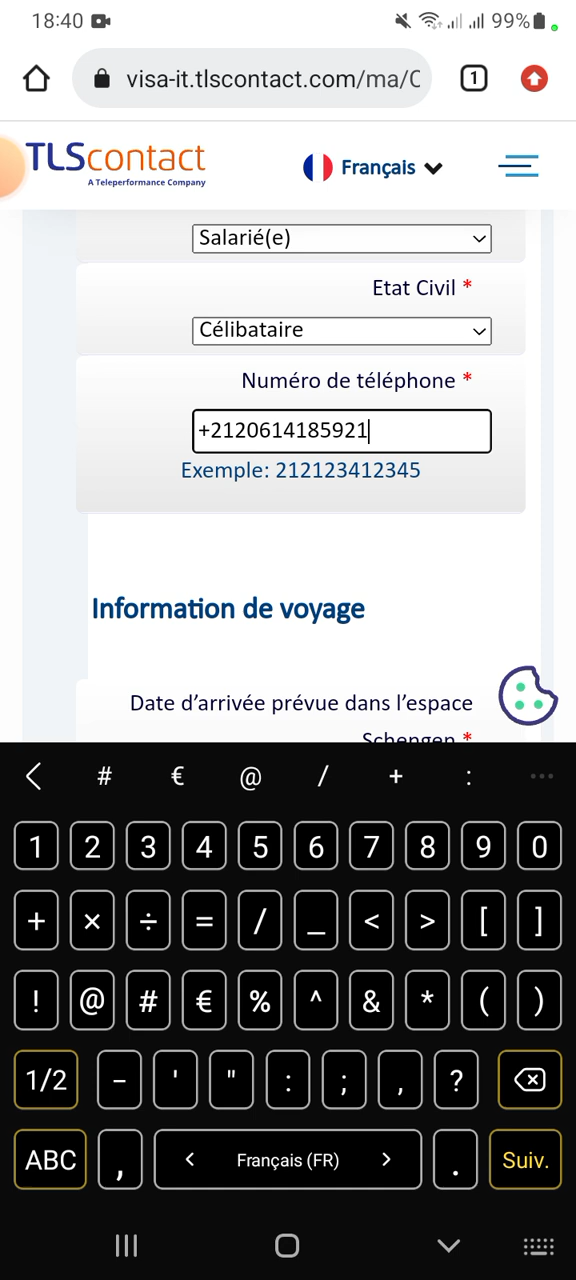 18:40
99%
visa-it.tlscontact.com/ma/C
1
TLScontact
A Teleperformance Company
Français
Salarié(e)
Etat Civil *
Célibataire
Numéro de téléphone *
+2120614185921
Exemple: 212123412345
Information de voyage
Date d’arrivée prévue dans l’espace
Schengen *
# € @ / + : ...
1 2 3 4 5 6 7 8 9 0
+ × ÷ = / _ < > [ ]
! @ # € % ^ & * ( )
1/2 - ' " : ; , ?
ABC , < Français (FR) > . Suiv.